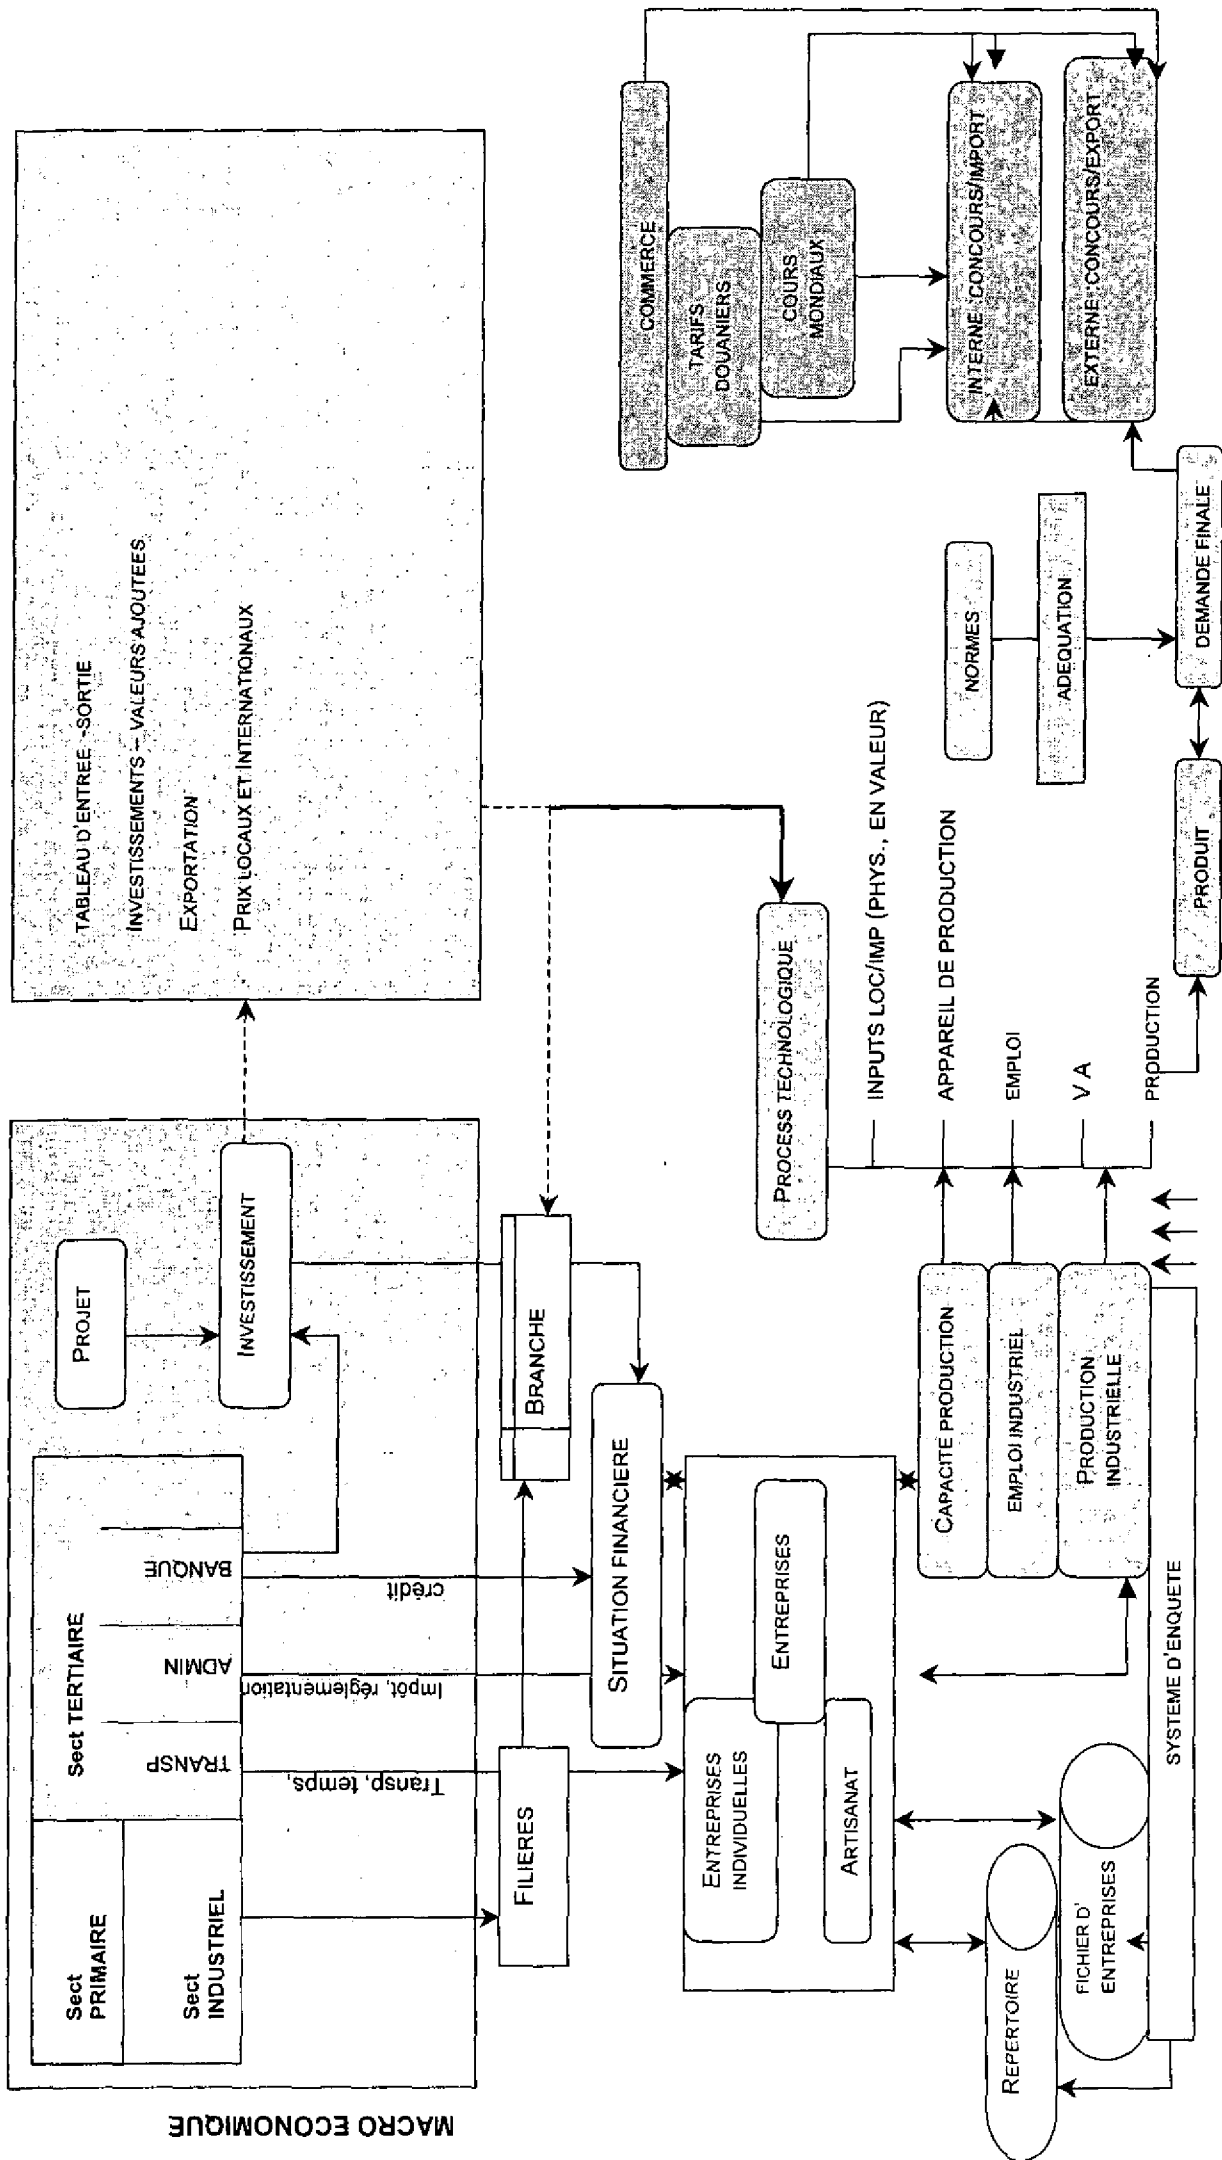 MACRO ECONOMIQUE
Sect
PRIMAIRE
Sect
INDUSTRIEL
Sect TERTIAIRE
TRANSP
ADMIN
BANQUE
PROJET
INVESTISSEMENT
TABLEAU D'ENTREE -SORTIE
INVESTISSEMENTS – VALEURS AJOUTEES
EXPORTATION
PRIX LOCAUX ET INTERNATIONAUX
Transp, temps,
Impôt, réglementation
crédit
FILIERES
BRANCHE
SITUATION FINANCIERE
ENTREPRISES
INDIVIDUELLES
ENTREPRISES
ARTISANAT
PROCESS TECHNOLOGIQUE
INPUTS LOC/IMP (PHYS., EN VALEUR)
APPAREIL DE PRODUCTION
EMPLOI
V A
PRODUCTION
COMMERCE
TARIFS
DOUANIERS
COURS
MONDIAUX
INTERNE :CONCOURS/IMPORT
EXTERNE :CONCOURS/EXPORT
NORMES
ADEQUATION
PRODUIT
DEMANDE FINALE
REPERTOIRE
FICHIER D'
ENTREPRISES
CAPACITE PRODUCTION
EMPLOI INDUSTRIEL
PRODUCTION
INDUSTRIELLE
SYSTEME D'ENQUETE